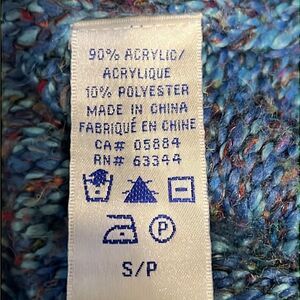 90% ACRYLIC/
ACRYLIQUE
10% POLYESTER
MADE IN CHINA
FABRIQUÉ EN CHINE
CA# 05884
RN# 63344
P
S/P